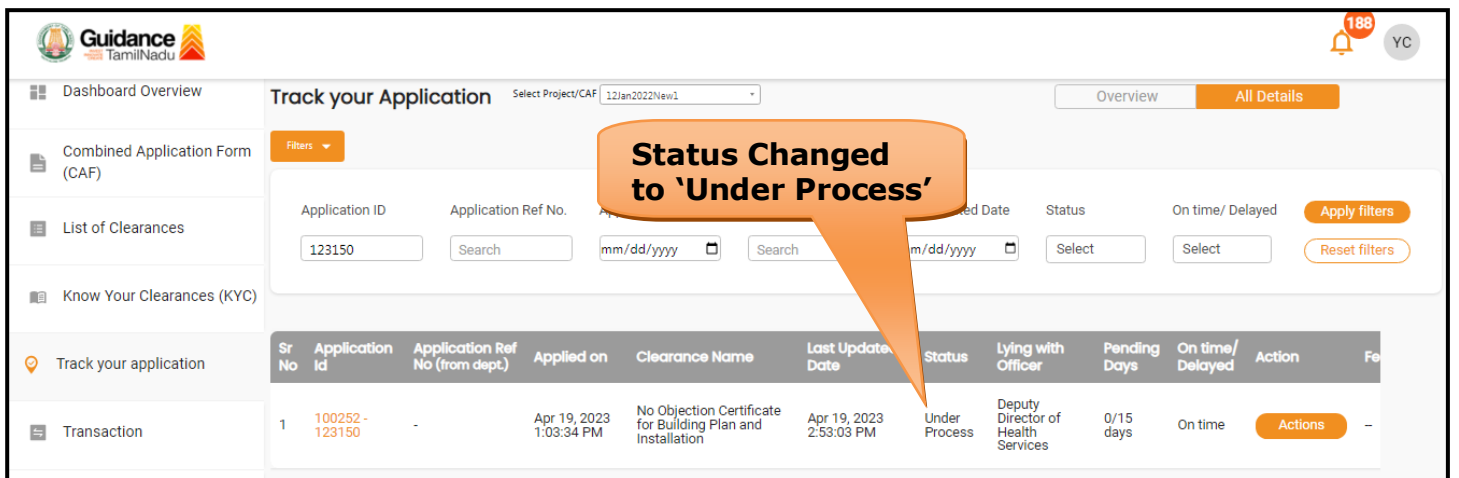 Guidance
TamilNadu
188
YC
Dashboard Overview
Combined Application Form
(CAF)
List of Clearances
Know Your Clearances (KYC)
Track your application
Transaction
Track your Application Select Project/CAF 12Jan2022New1
Overview All Details
Filters
Status Changed
to ‘Under Process’
Application ID Application Ref No. Date Status On time/ Delayed Apply filters
123150 Search mm/dd/yyyy Search m/dd/yyyy Select Select Reset filters
Sr Application Application Ref Applied on Clearance Name Last Update Status Lying with Pending On time/ Action Fe
No Id No (from dept.) Date Officer Days Delayed
1 100252 - - Apr 19, 2023 No Objection Certificate Apr 19, 2023 Under Deputy 0/15 On time Actions –
123150 1:03:34 PM for Building Plan and 2:53:03 PM Process Director of days
Installation Health
Services